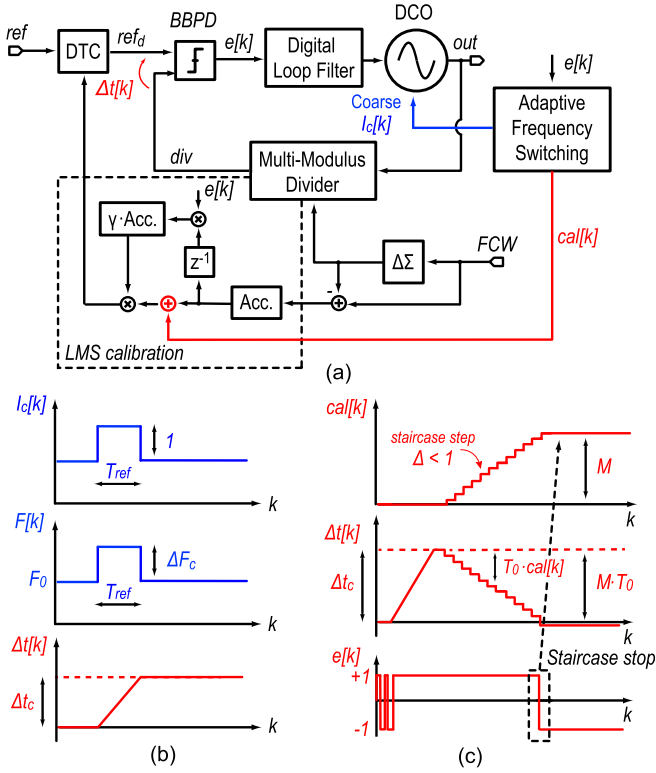 ref
DTC
ref_d
BBPD
e[k]
Digital
Loop Filter
DCO
out
Δt[k]
Coarse
I_c[k]
e[k]
Adaptive
Frequency
Switching
div
Multi-Modulus
Divider
e[k]
γ·Acc.
z⁻¹
ΔΣ
FCW
cal[k]
-
Acc.
LMS calibration
(a)
I_c[k]
1
T_ref
k
F[k]
F_0
ΔF_c
T_ref
k
Δt[k]
Δt_c
k
(b)
cal[k]
staircase step
Δ < 1
M
k
Δt[k]
Δt_c
T_0·cal[k]
M·T_0
k
e[k]
+1
-1
Staircase stop
k
(c)